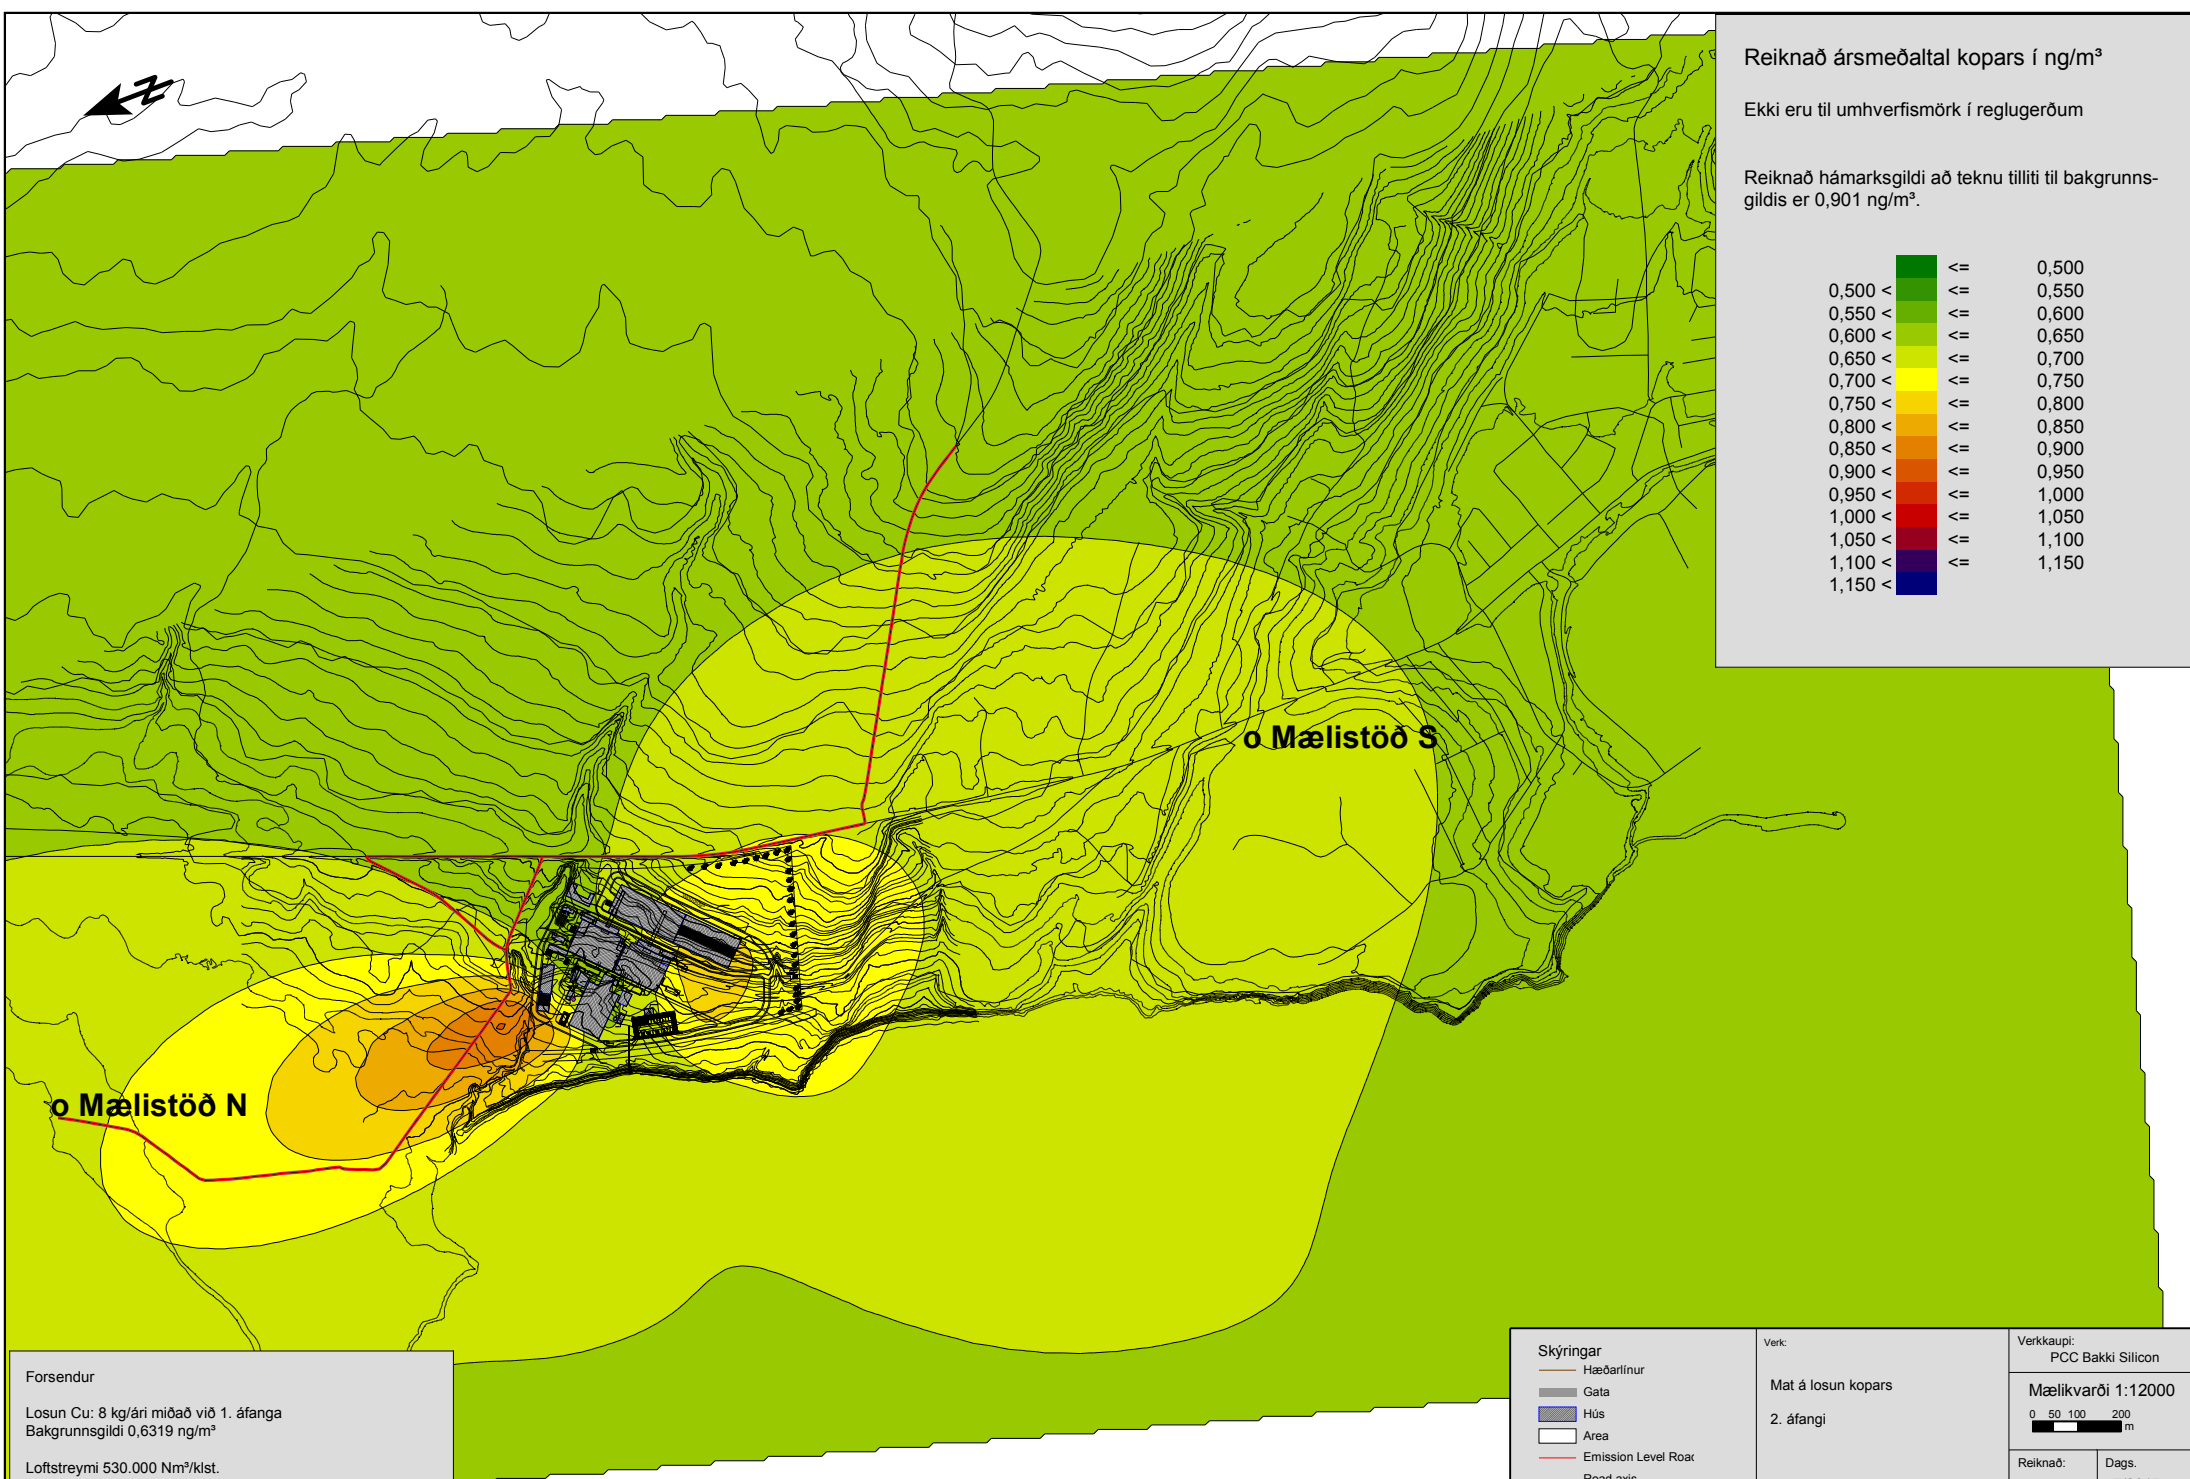 Reiknað ársmeðaltal kopars í ng/m³
Ekki eru til umhverfismörk í reglugerðum
Reiknað hámarksgildi að teknu tilliti til bakgrunns-
gildis er 0,901 ng/m³.
<= 0,500
0,500 < <= 0,550
0,550 < <= 0,600
0,600 < <= 0,650
0,650 < <= 0,700
0,700 < <= 0,750
0,750 < <= 0,800
0,800 < <= 0,850
0,850 < <= 0,900
0,900 < <= 0,950
0,950 < <= 1,000
1,000 < <= 1,050
1,050 < <= 1,100
1,100 < <= 1,150
1,150 <
N
o Mælistöð S
o Mælistöð N
Forsendur
Losun Cu: 8 kg/ári miðað við 1. áfanga
Bakgrunnsgildi 0,6319 ng/m³
Loftstreymi 530.000 Nm³/klst.
Skýringar
Hæðarlínur
Gata
Hús
Area
Emission Level Road
Road axis
Verk:
Mat á losun kopars
2. áfangi
Verkkaupi:
PCC Bakki Silicon
Mælikvarði 1:12000
0 50 100 200
m
Reiknað:
Dags.